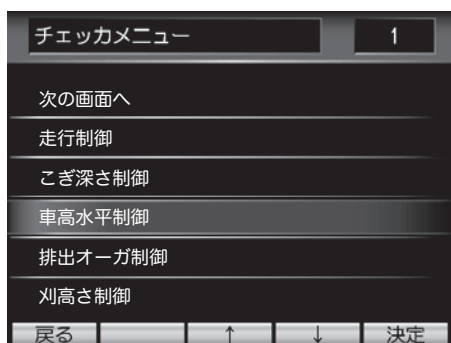 チェッカメニュー 1
次の画面へ
走行制御
こぎ深さ制御
車高水平制御
排出オーガ制御
刈高さ制御
戻る ↑ ↓ 決定